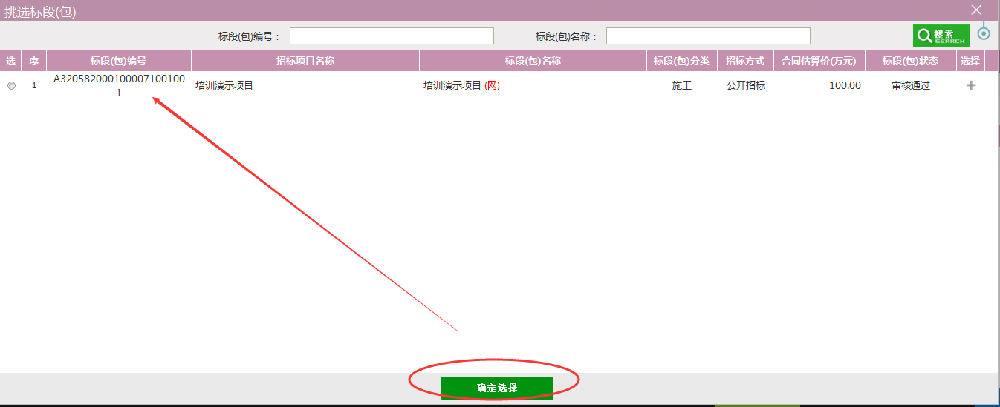 挑选标段(包)
标段(包)编号：
标段(包)名称：
搜索
SEARCH
选 序 标段(包)编号 招标项目名称 标段(包)名称 标段(包)分类 招标方式 合同估算价(万元) 标段(包)状态 选择
1 A320582000100007100100 培训演示项目 培训演示项目 (网) 施工 公开招标 100.00 审核通过
1
确定选择